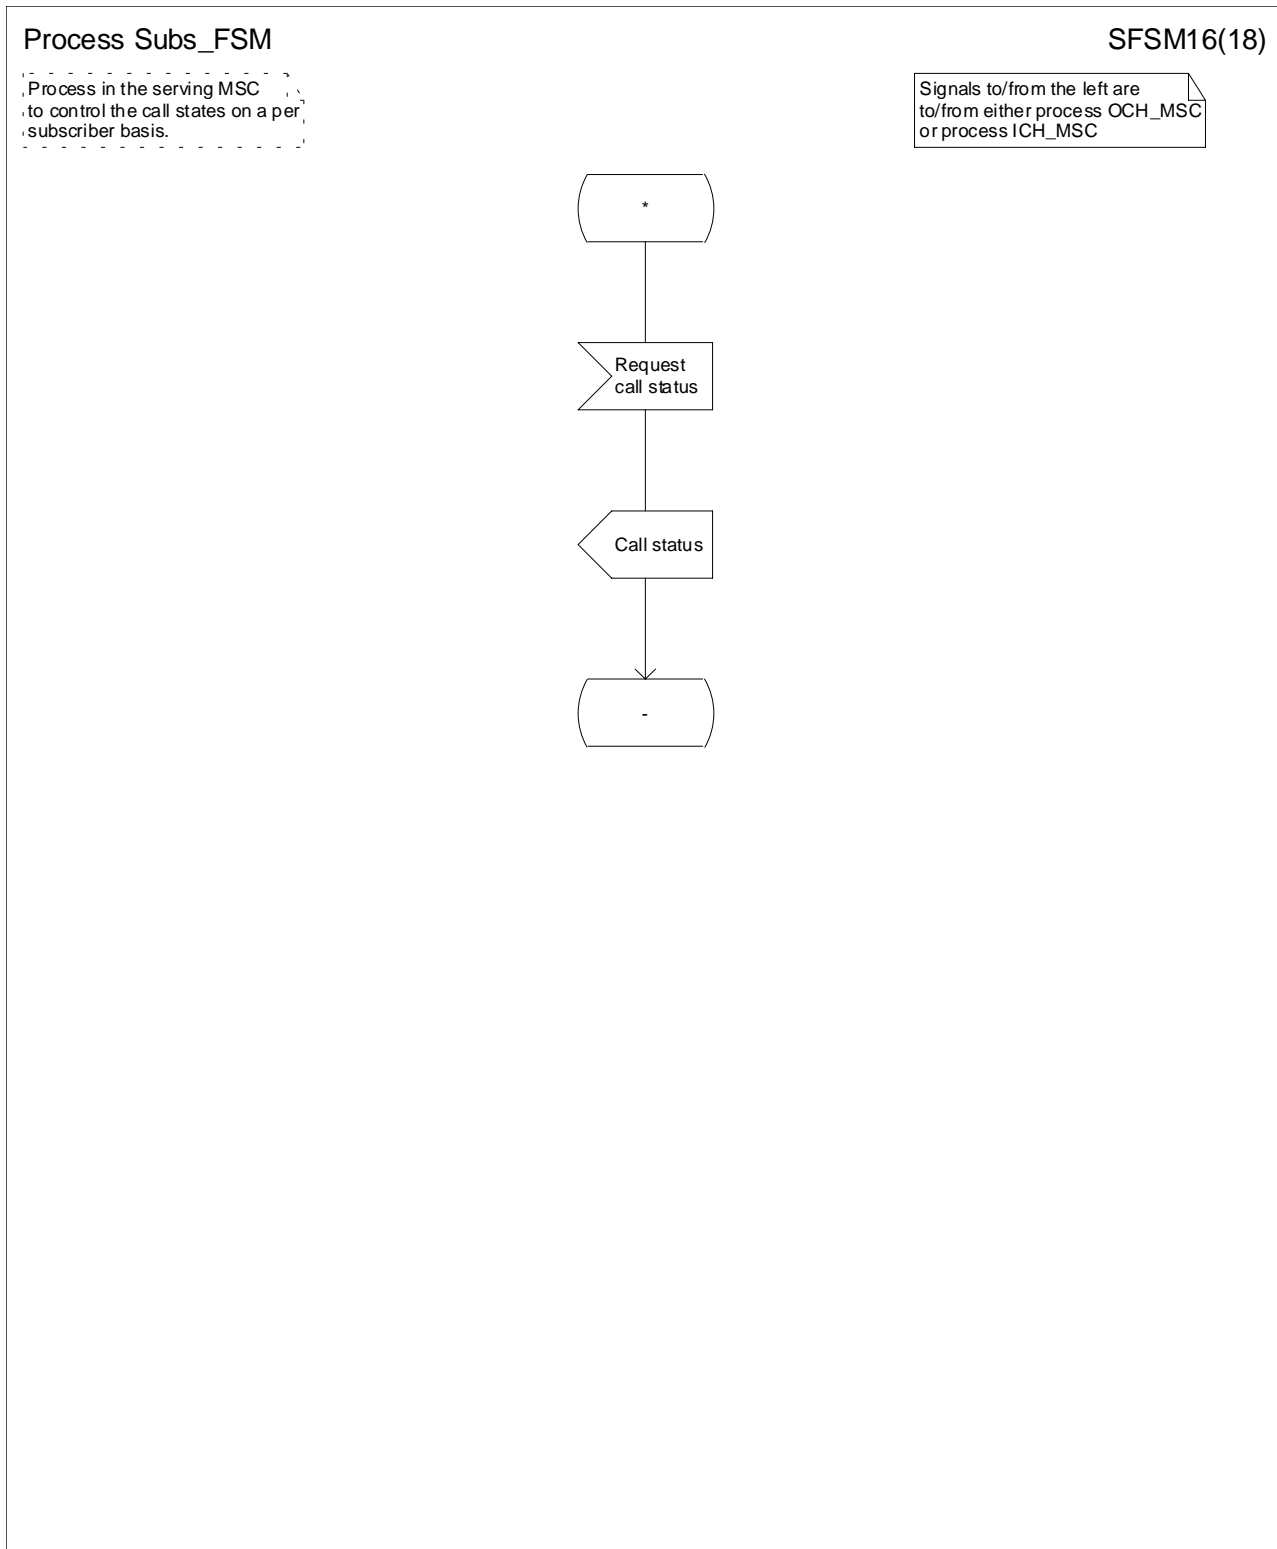 Process Subs_FSM
SFSM16(18)
Process in the serving MSC
to control the call states on a per
subscriber basis.
Signals to/from the left are
to/from either process OCH_MSC
or process ICH_MSC
*
Request
call status
Call status
-